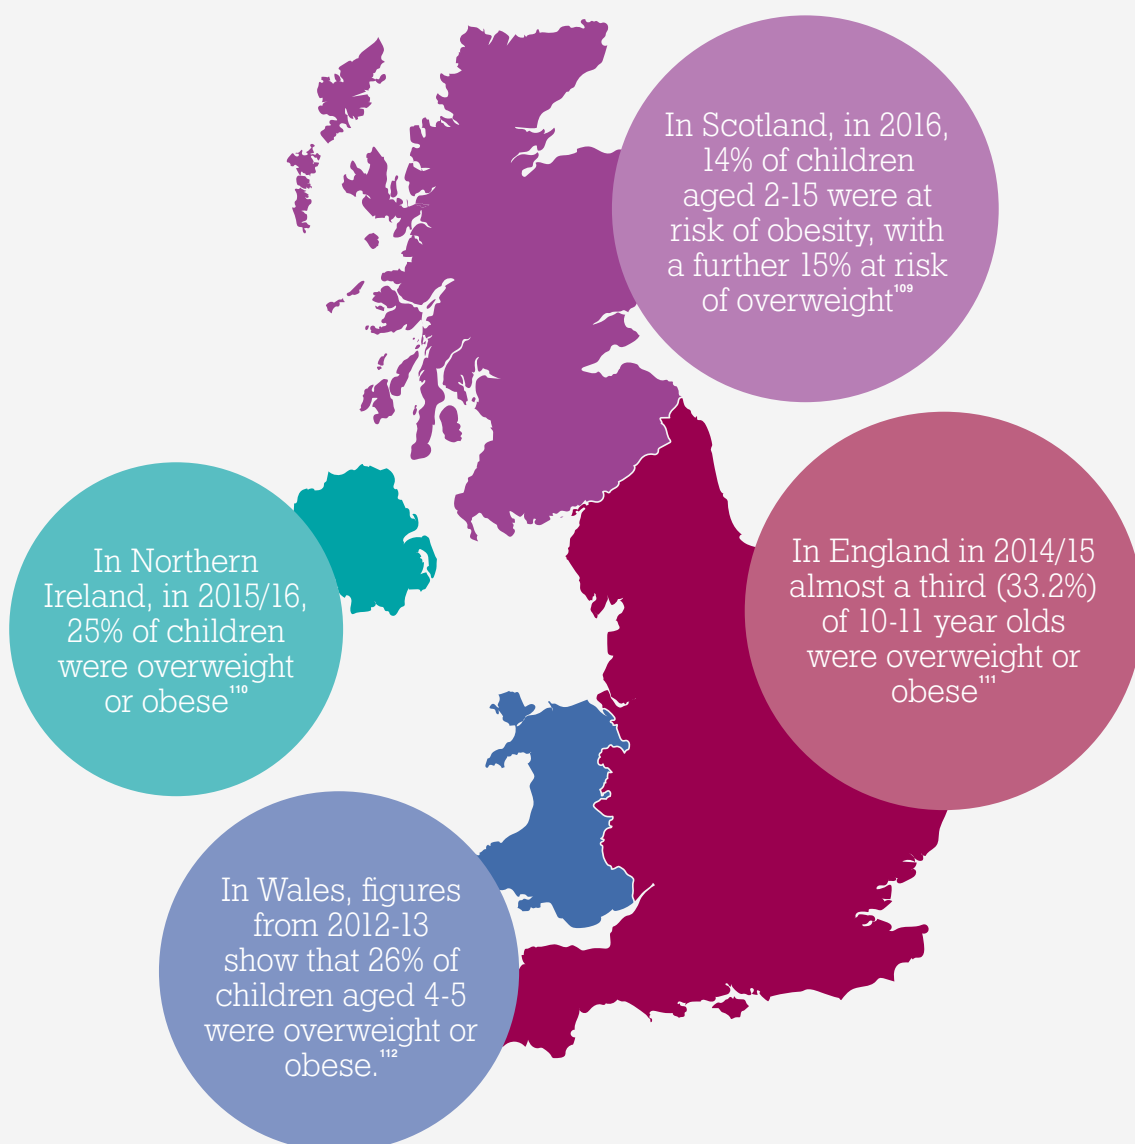 In Scotland, in 2016,
14% of children
aged 2-15 were at
risk of obesity, with
a further 15% at risk
of overweight109
In Northern
Ireland, in 2015/16,
25% of children
were overweight
or obese110
In England in 2014/15
almost a third (33.2%)
of 10-11 year olds
were overweight or
obese111
In Wales, figures
from 2012-13
show that 26% of
children aged 4-5
were overweight or
obese.112